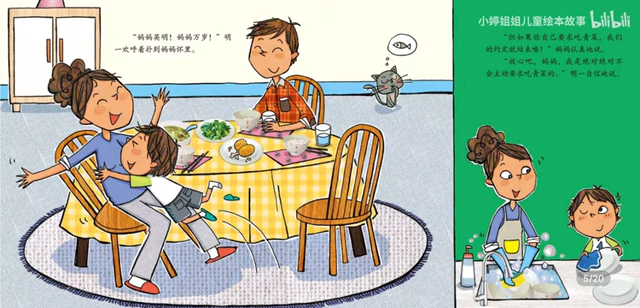 “妈妈英明！妈妈万岁！”明
一欢呼着扑到妈妈怀里。
小婷姐姐儿童绘本故事 bilibili
“但如果你自己要求吃青菜，我们
的约定就结束喽！”妈妈认真地说。
“放心吧，妈妈，我是绝对绝对不
会主动要求吃青菜的。”明一自信地说。
5/20